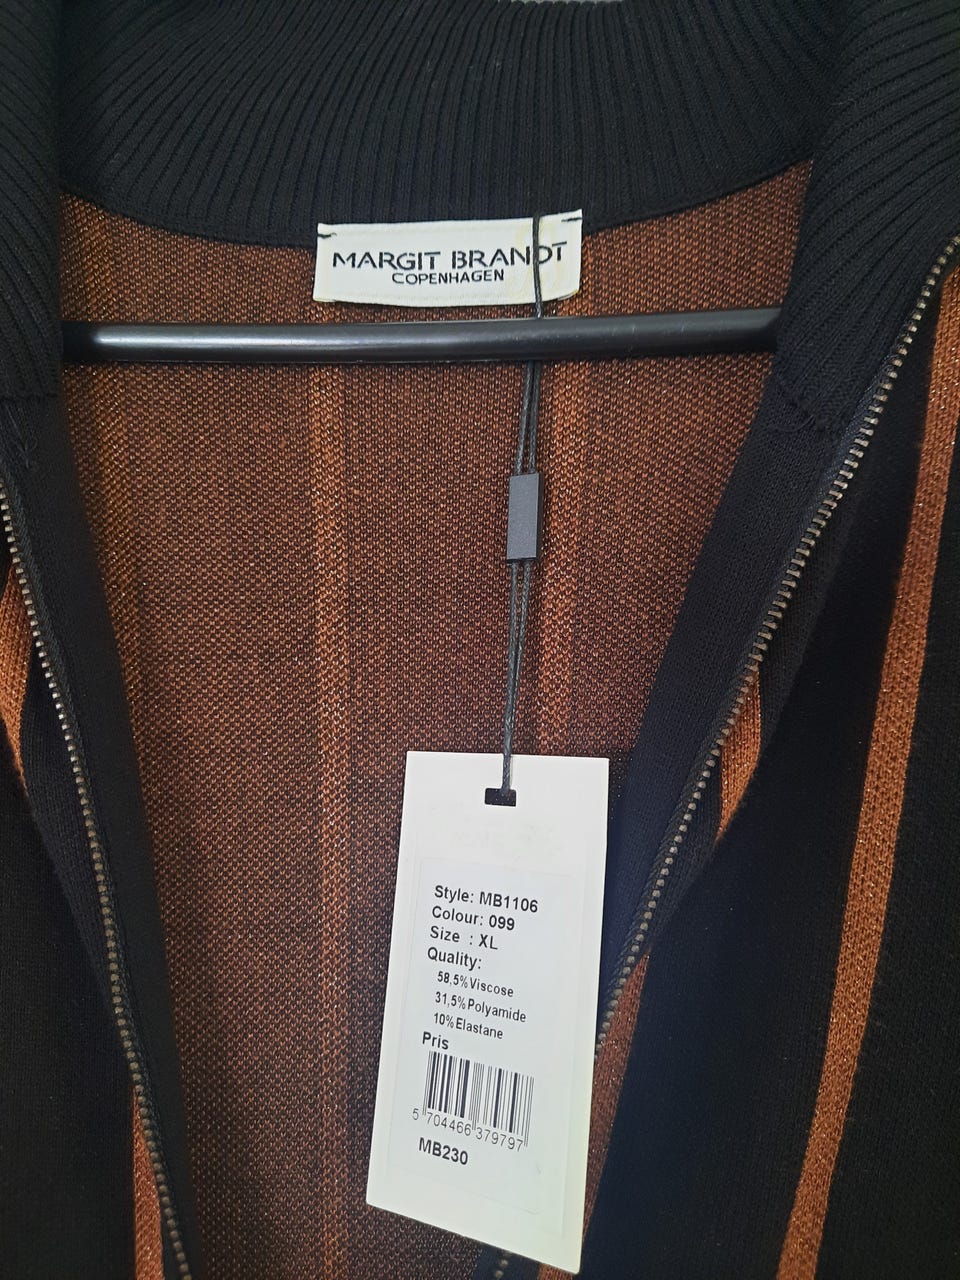 MARGIT BRANDT
COPENHAGEN
Style: MB1106
Colour: 099
Size : XL
Quality:
58,5%Viscose
31,5%Polyamide
10%Elastane
Pris
5 704466 379797
MB230